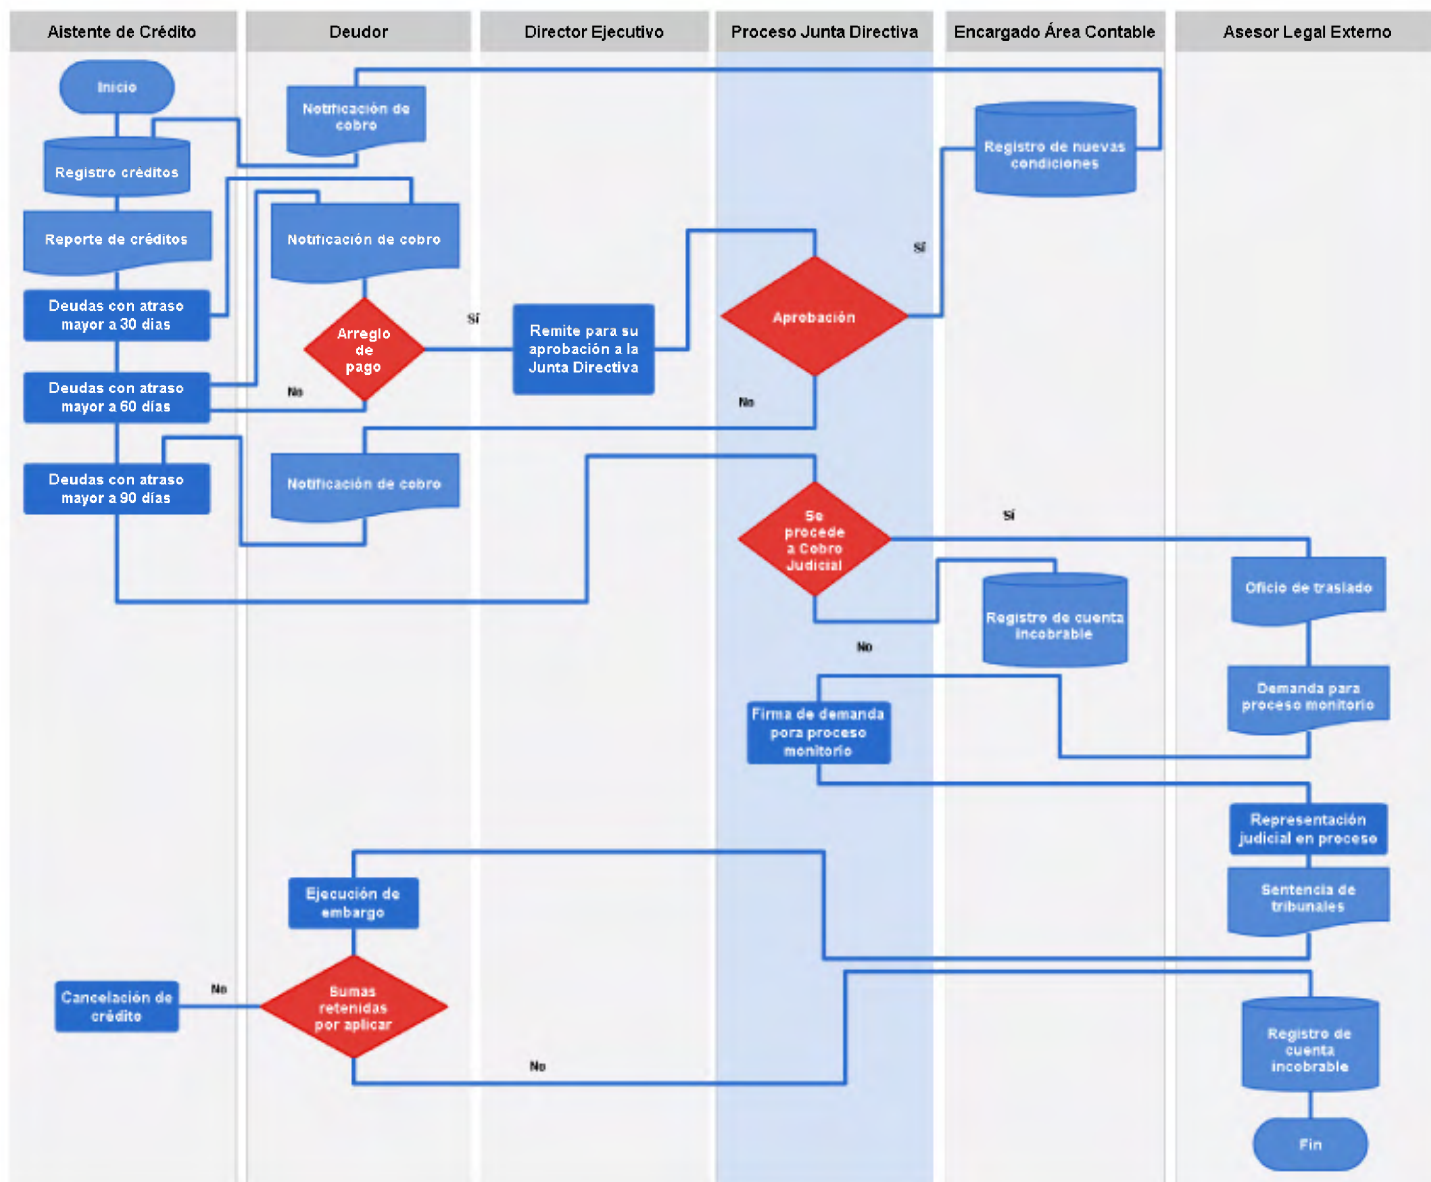 Aistente de Crédito
Deudor
Director Ejecutivo
Proceso Junta Directiva
Encargado Área Contable
Asesor Legal Externo
Inicio
Notificación de
cobro
Registro de nuevas
condiciones
Registro créditos
Reporte de créditos
Notificación de cobro
Sí
Deudas con atraso
mayor a 30 días
Arreglo
de
pago
Sí
Remite para su
aprobación a la
Junta Directiva
Aprobación
Deudas con atraso
mayor a 60 días
No
No
Deudas con atraso
mayor a 90 días
Notificación de cobro
Se
procede
a Cobro
Judicial
Sí
Oficio de traslado
Registro de cuenta
incobrable
No
Demanda para
proceso monitorio
Firma de demanda
pora proceso
monitorio
Representación
judicial en proceso
Ejecución de
embargo
Sentencia de
tribunales
Cancelación de
crédito
No
Sumas
retenidas
por aplicar
No
Registro de
cuenta
incobrable
Fin